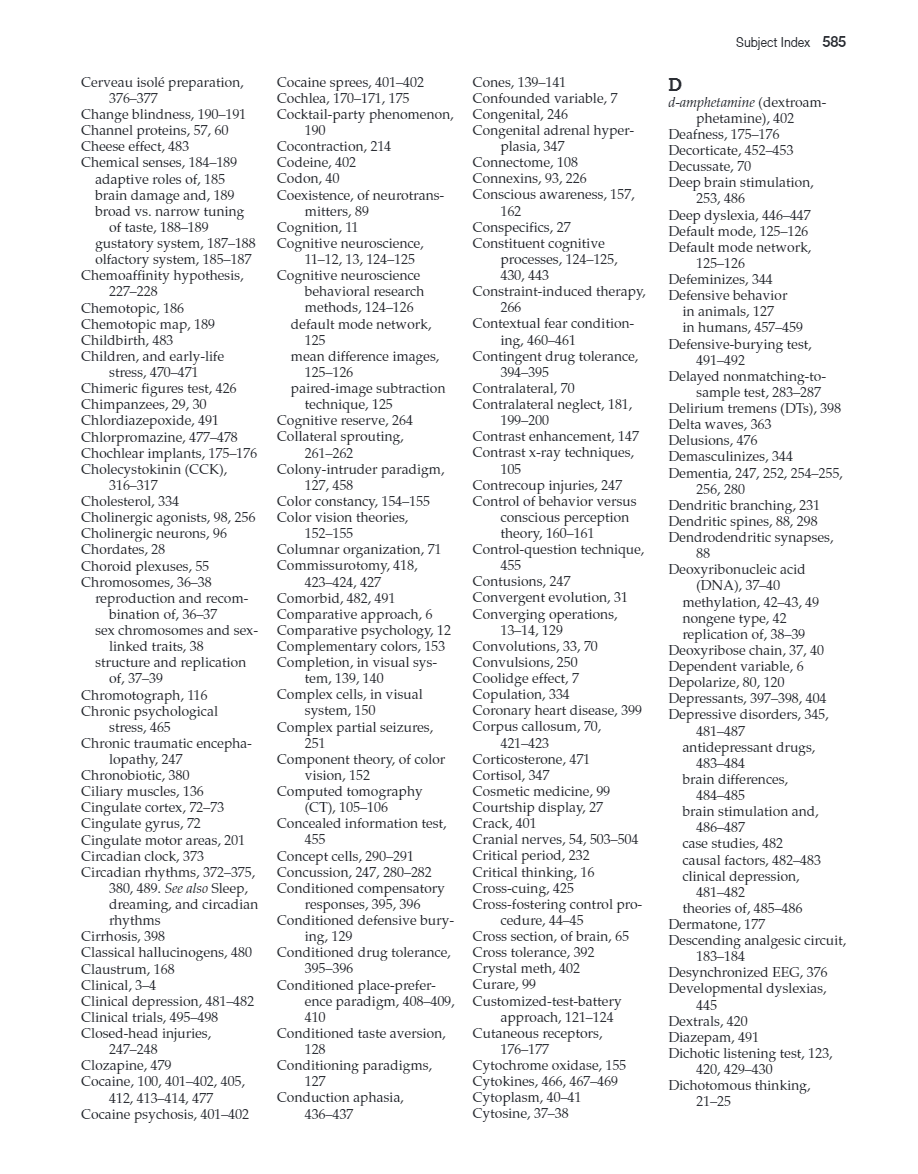 Subject Index 585
Cerveau isolé preparation,
376–377
Change blindness, 190–191
Channel proteins, 57, 60
Cheese effect, 483
Chemical senses, 184–189
adaptive roles of, 185
brain damage and, 189
broad vs. narrow tuning
of taste, 188–189
gustatory system, 187–188
olfactory system, 185–187
Chemoaffinity hypothesis,
227–228
Chemotopic, 186
Chemotopic map, 189
Childbirth, 483
Children, and early-life
stress, 470–471
Chimeric figures test, 426
Chimpanzees, 29, 30
Chlordiazepoxide, 491
Chlorpromazine, 477–478
Chochlear implants, 175–176
Cholecystokinin (CCK),
316–317
Cholesterol, 334
Cholinergic agonists, 98, 256
Cholinergic neurons, 96
Chordates, 28
Choroid plexuses, 55
Chromosomes, 36–38
reproduction and recom-
bination of, 36–37
sex chromosomes and sex-
linked traits, 38
structure and replication
of, 37–39
Chromotograph, 116
Chronic psychological
stress, 465
Chronic traumatic encepha-
lopathy, 247
Chronobiotic, 380
Ciliary muscles, 136
Cingulate cortex, 72–73
Cingulate gyrus, 72
Cingulate motor areas, 201
Circadian clock, 373
Circadian rhythms, 372–375,
380, 489. See also Sleep,
dreaming, and circadian
rhythms
Cirrhosis, 398
Classical hallucinogens, 480
Claustrum, 168
Clinical, 3–4
Clinical depression, 481–482
Clinical trials, 495–498
Closed-head injuries,
247–248
Clozapine, 479
Cocaine, 100, 401–402, 405,
412, 413–414, 477
Cocaine psychosis, 401–402
Cocaine sprees, 401–402
Cochlea, 170–171, 175
Cocktail-party phenomenon,
190
Cocontraction, 214
Codeine, 402
Codon, 40
Coexistence, of neurotrans-
mitters, 89
Cognition, 11
Cognitive neuroscience,
11–12, 13, 124–125
Cognitive neuroscience
behavioral research
methods, 124–126
default mode network,
125
mean difference images,
125–126
paired-image subtraction
technique, 125
Cognitive reserve, 264
Collateral sprouting,
261–262
Colony-intruder paradigm,
127, 458
Color constancy, 154–155
Color vision theories,
152–155
Columnar organization, 71
Commissurotomy, 418,
423–424, 427
Comorbid, 482, 491
Comparative approach, 6
Comparative psychology, 12
Complementary colors, 153
Completion, in visual sys-
tem, 139, 140
Complex cells, in visual
system, 150
Complex partial seizures,
251
Component theory, of color
vision, 152
Computed tomography
(CT), 105–106
Concealed information test,
455
Concept cells, 290–291
Concussion, 247, 280–282
Conditioned compensatory
responses, 395, 396
Conditioned defensive bury-
ing, 129
Conditioned drug tolerance,
395–396
Conditioned place-prefer-
ence paradigm, 408–409,
410
Conditioned taste aversion,
128
Conditioning paradigms,
127
Conduction aphasia,
436–437
Cones, 139–141
Confounded variable, 7
Congenital, 246
Congenital adrenal hyper-
plasia, 347
Connectome, 108
Connexins, 93, 226
Conscious awareness, 157,
162
Conspecifics, 27
Constituent cognitive
processes, 124–125,
430, 443
Constraint-induced therapy,
266
Contextual fear condition-
ing, 460–461
Contingent drug tolerance,
394–395
Contralateral, 70
Contralateral neglect, 181,
199–200
Contrast enhancement, 147
Contrast x-ray techniques,
105
Contrecoup injuries, 247
Control of behavior versus
conscious perception
theory, 160–161
Control-question technique,
455
Contusions, 247
Convergent evolution, 31
Converging operations,
13–14, 129
Convolutions, 33, 70
Convulsions, 250
Coolidge effect, 7
Copulation, 334
Coronary heart disease, 399
Corpus callosum, 70,
421–423
Corticosterone, 471
Cortisol, 347
Cosmetic medicine, 99
Courtship display, 27
Crack, 401
Cranial nerves, 54, 503–504
Critical period, 232
Critical thinking, 16
Cross-cuing, 425
Cross-fostering control pro-
cedure, 44–45
Cross section, of brain, 65
Cross tolerance, 392
Crystal meth, 402
Curare, 99
Customized-test-battery
approach, 121–124
Cutaneous receptors,
176–177
Cytochrome oxidase, 155
Cytokines, 466, 467–469
Cytoplasm, 40–41
Cytosine, 37–38
D
d-amphetamine (dextroam-
phetamine), 402
Deafness, 175–176
Decorticate, 452–453
Decussate, 70
Deep brain stimulation,
253, 486
Deep dyslexia, 446–447
Default mode, 125–126
Default mode network,
125–126
Defeminizes, 344
Defensive behavior
in animals, 127
in humans, 457–459
Defensive-burying test,
491–492
Delayed nonmatching-to-
sample test, 283–287
Delirium tremens (DTs), 398
Delta waves, 363
Delusions, 476
Demasculinizes, 344
Dementia, 247, 252, 254–255,
256, 280
Dendritic branching, 231
Dendritic spines, 88, 298
Dendrodendritic synapses,
88
Deoxyribonucleic acid
(DNA), 37–40
methylation, 42–43, 49
nongene type, 42
replication of, 38–39
Deoxyribose chain, 37, 40
Dependent variable, 6
Depolarize, 80, 120
Depressants, 397–398, 404
Depressive disorders, 345,
481–487
antidepressant drugs,
483–484
brain differences,
484–485
brain stimulation and,
486–487
case studies, 482
causal factors, 482–483
clinical depression,
481–482
theories of, 485–486
Dermatone, 177
Descending analgesic circuit,
183–184
Desynchronized EEG, 376
Developmental dyslexias,
445
Dextrals, 420
Diazepam, 491
Dichotic listening test, 123,
420, 429–430
Dichotomous thinking,
21–25